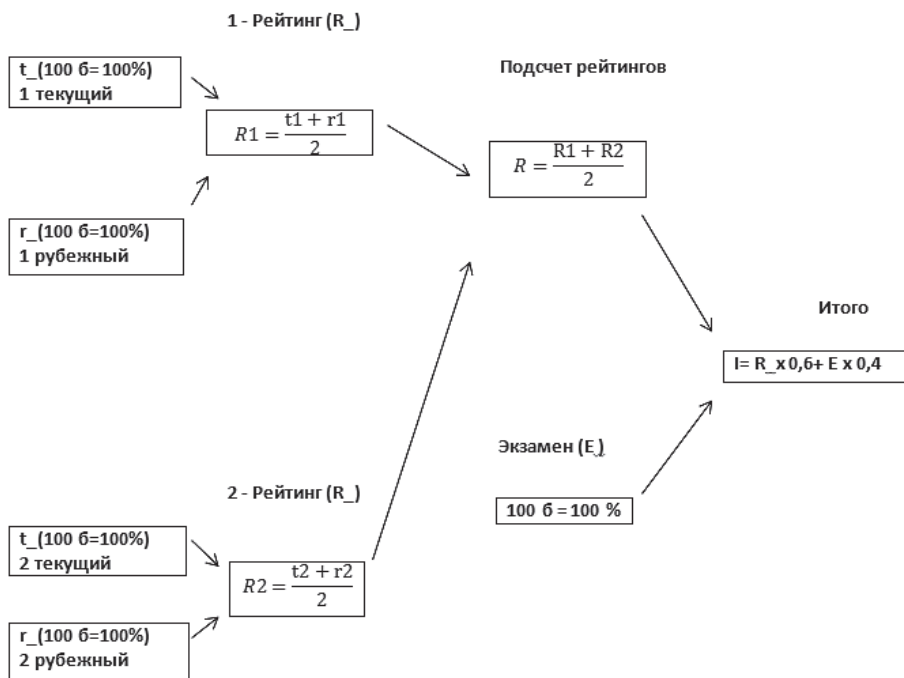 1 - Рейтинг (R_)
t_(100 б=100%)
1 текущий
R1 = (t1 + r1)/2
r_(100 б=100%)
1 рубежный
Подсчет рейтингов
R = (R1 + R2)/2
Итого
I= R_x 0,6+ E x 0,4
Экзамен (E_)
100 б = 100 %
2 - Рейтинг (R_)
t_(100 б=100%)
2 текущий
R2 = (t2 + r2)/2
r_(100 б=100%)
2 рубежный